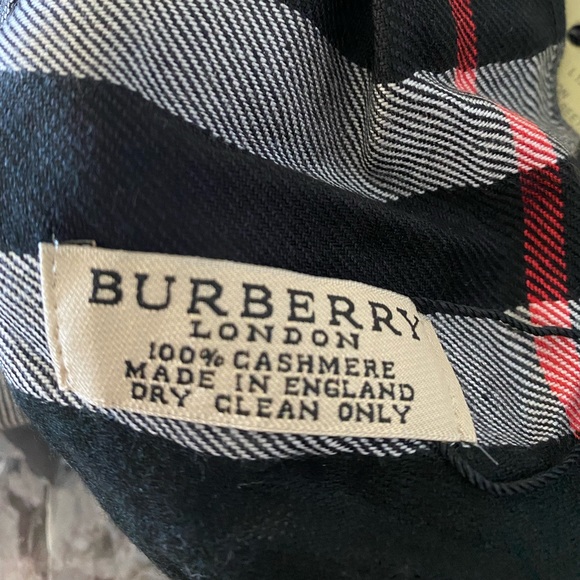 BURBERRY
LONDON
100% CASHMERE
MADE IN ENGLAND
DRY CLEAN ONLY